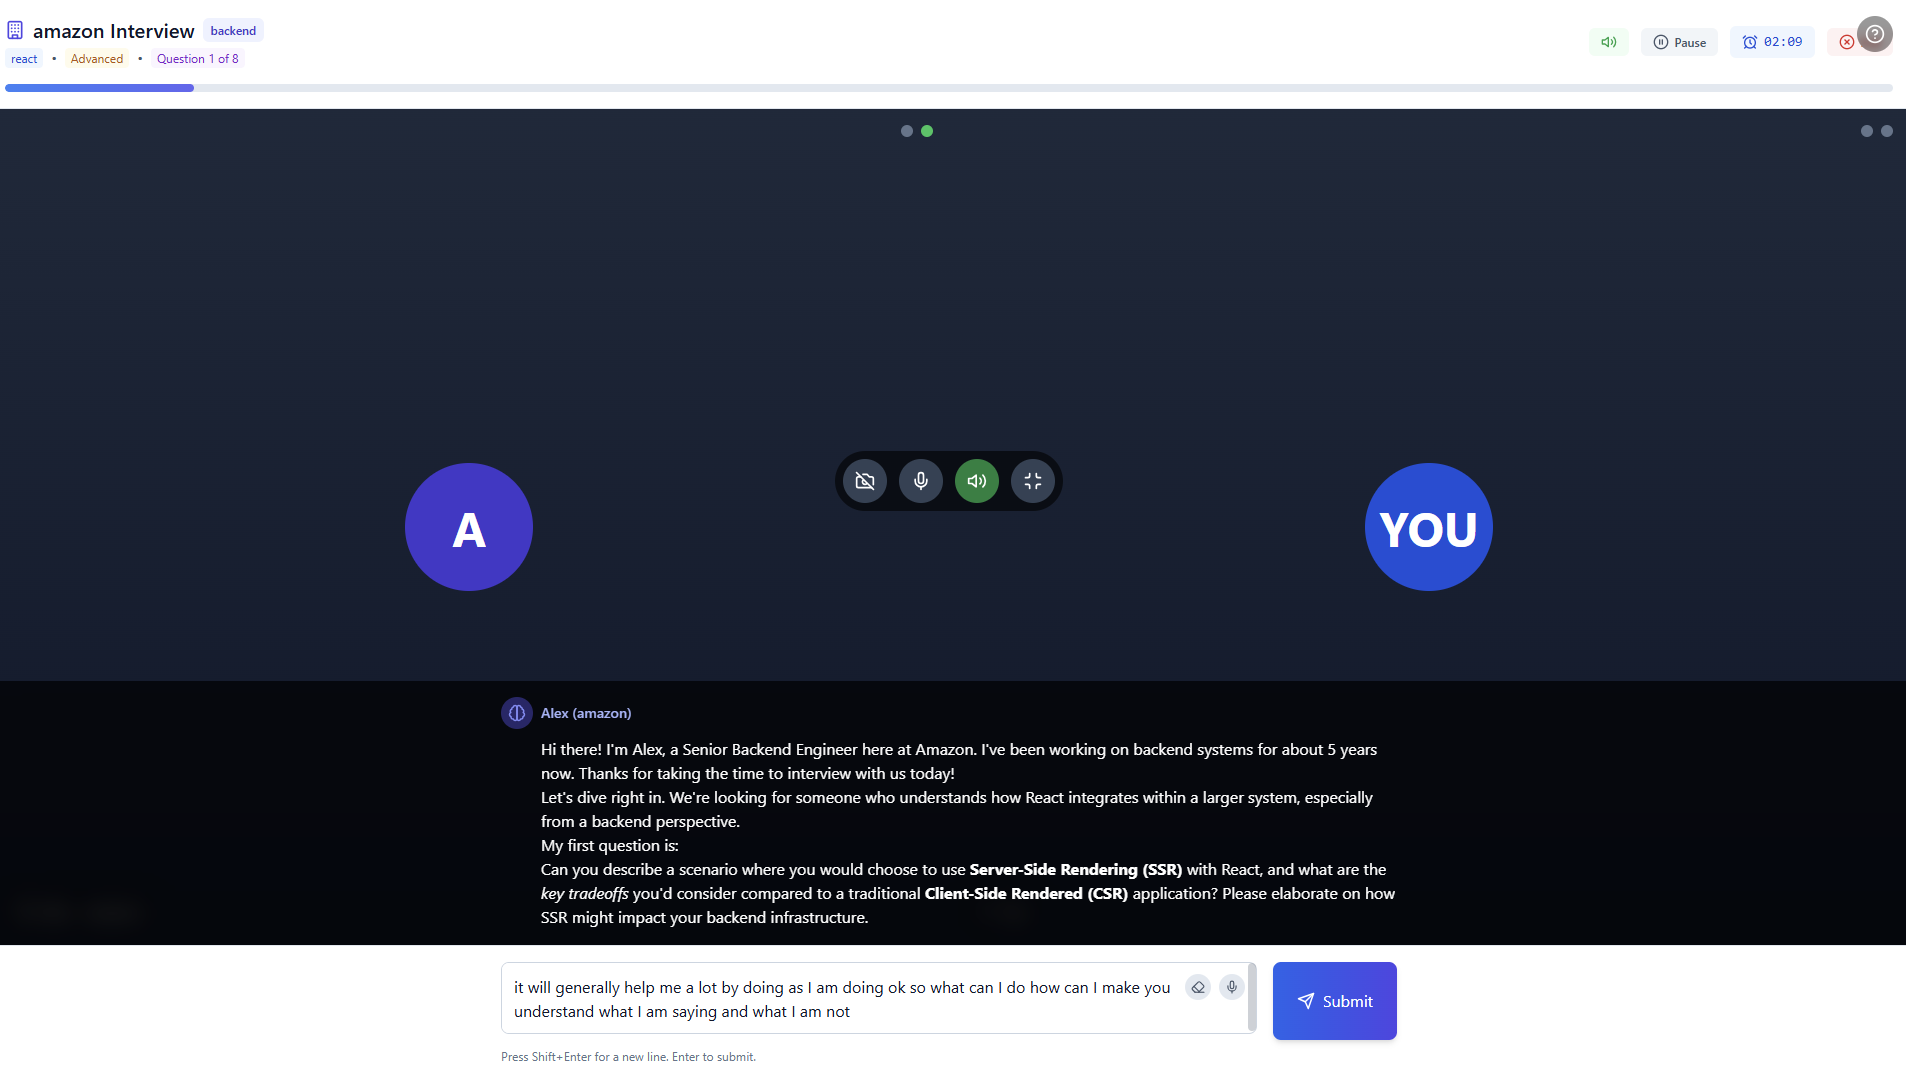 amazon Interview backend
react • Advanced • Question 1 of 8
Pause 02:09
A
YOU
Alex (amazon)
Hi there! I'm Alex, a Senior Backend Engineer here at Amazon. I've been working on backend systems for about 5 years
now. Thanks for taking the time to interview with us today!
Let's dive right in. We're looking for someone who understands how React integrates within a larger system, especially
from a backend perspective.
My first question is:
Can you describe a scenario where you would choose to use Server-Side Rendering (SSR) with React, and what are the
key tradeoffs you'd consider compared to a traditional Client-Side Rendered (CSR) application? Please elaborate on how
SSR might impact your backend infrastructure.
it will generally help me a lot by doing as I am doing ok so what can I do how can I make you
understand what I am saying and what I am not
Submit
Press Shift+Enter for a new line. Enter to submit.